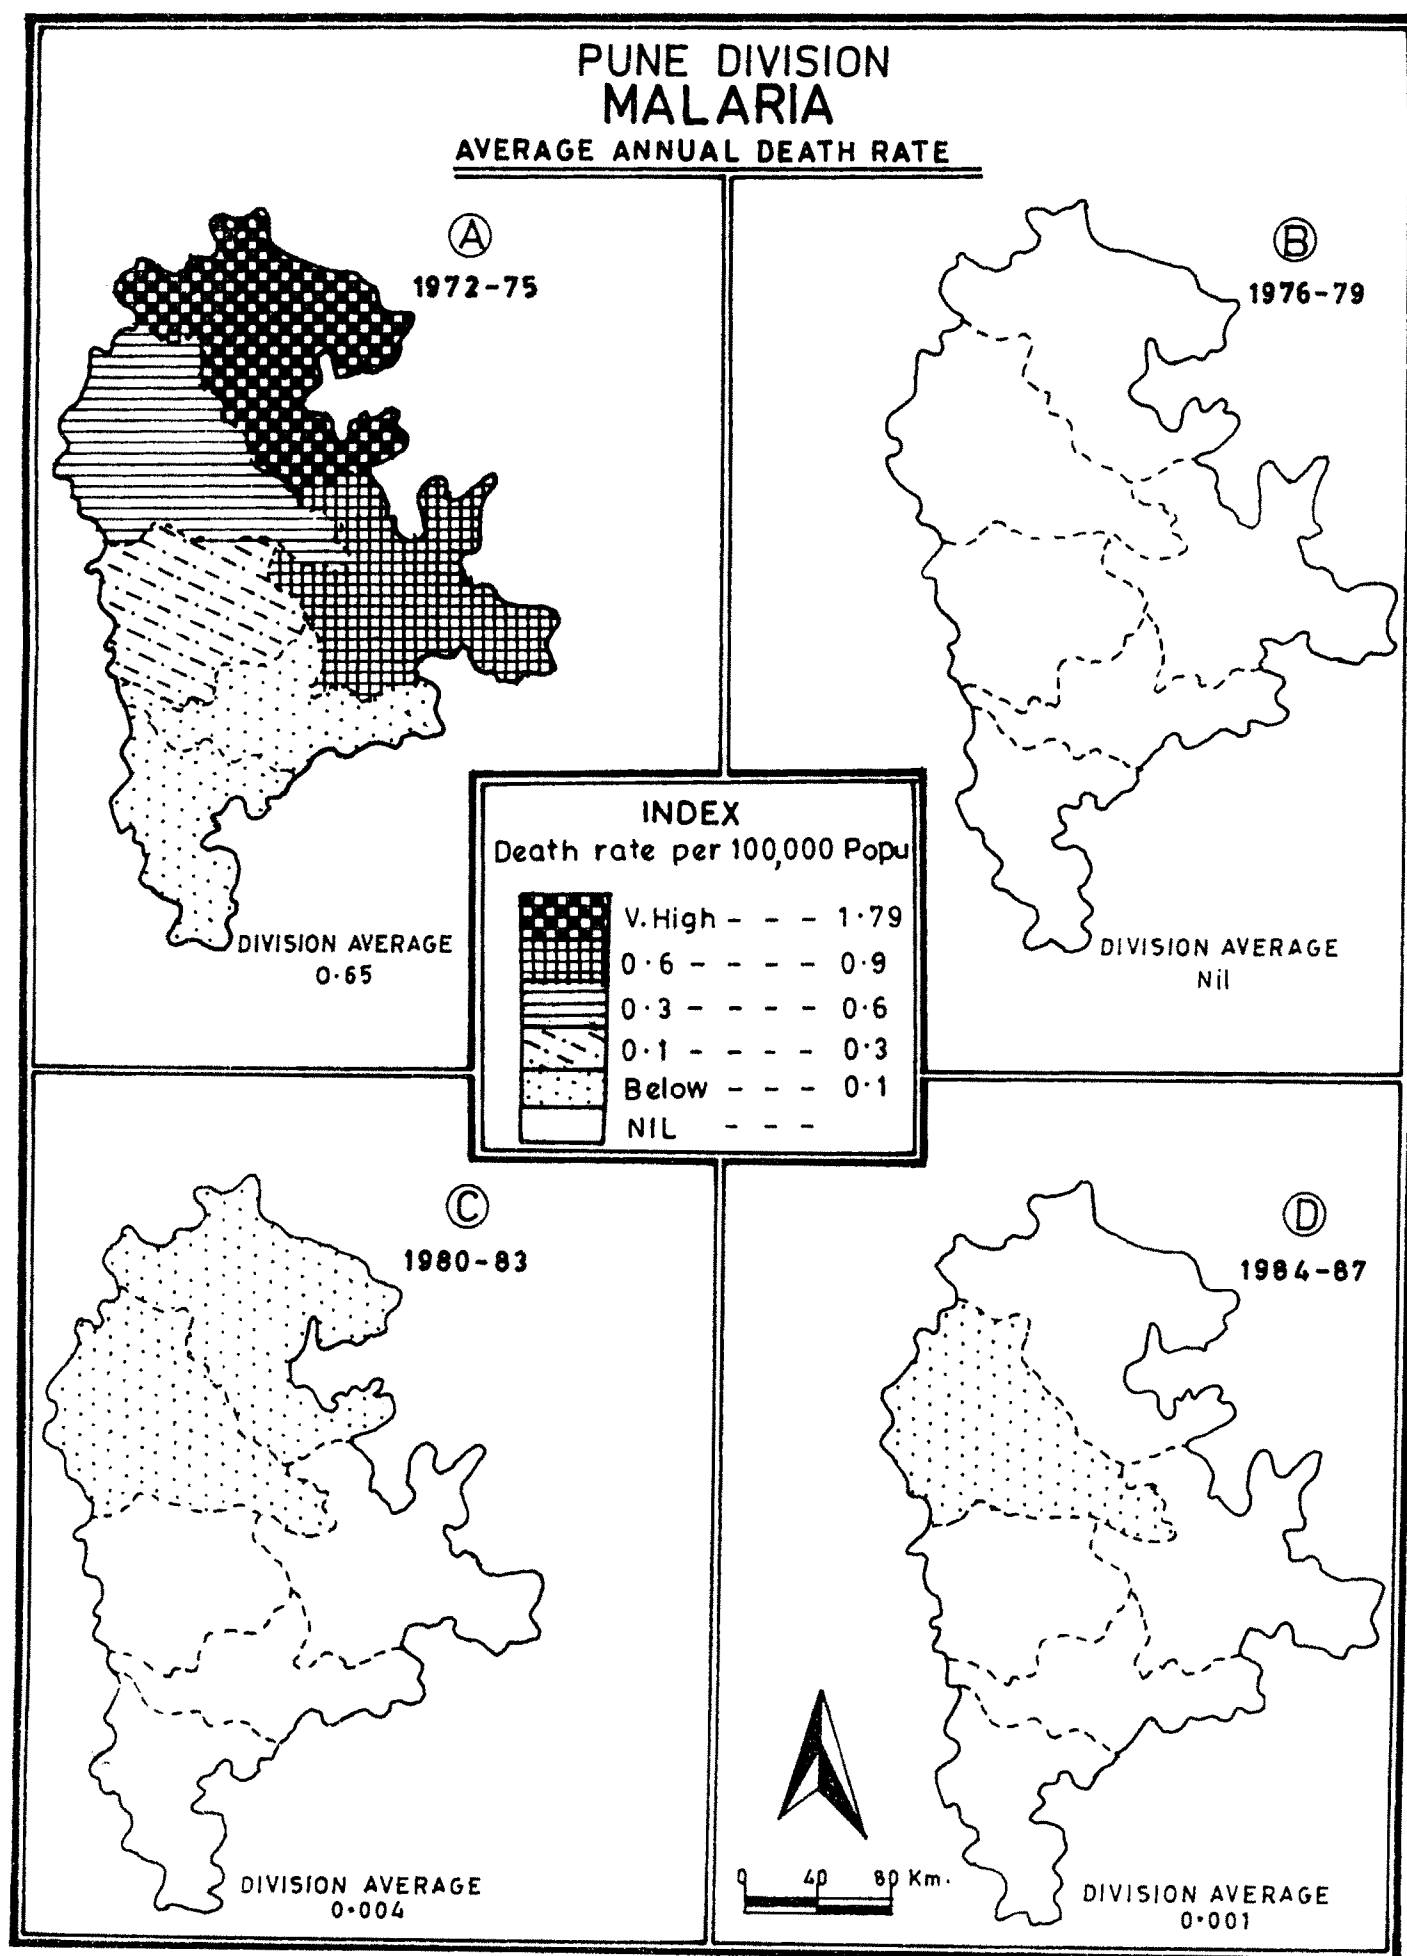 PUNE DIVISION
MALARIA
AVERAGE ANNUAL DEATH RATE
A
1972-75
DIVISION AVERAGE
0·65
B
1976-79
DIVISION AVERAGE
Nil
INDEX
Death rate per 100,000 Popu
V. High - - - 1·79
0·6 - - - - 0·9
0·3 - - - - 0·6
0·1 - - - - 0·3
Below - - - 0·1
NIL - - -
C
1980-83
DIVISION AVERAGE
0·004
D
1984-87
0 40 80 Km.
DIVISION AVERAGE
0·001